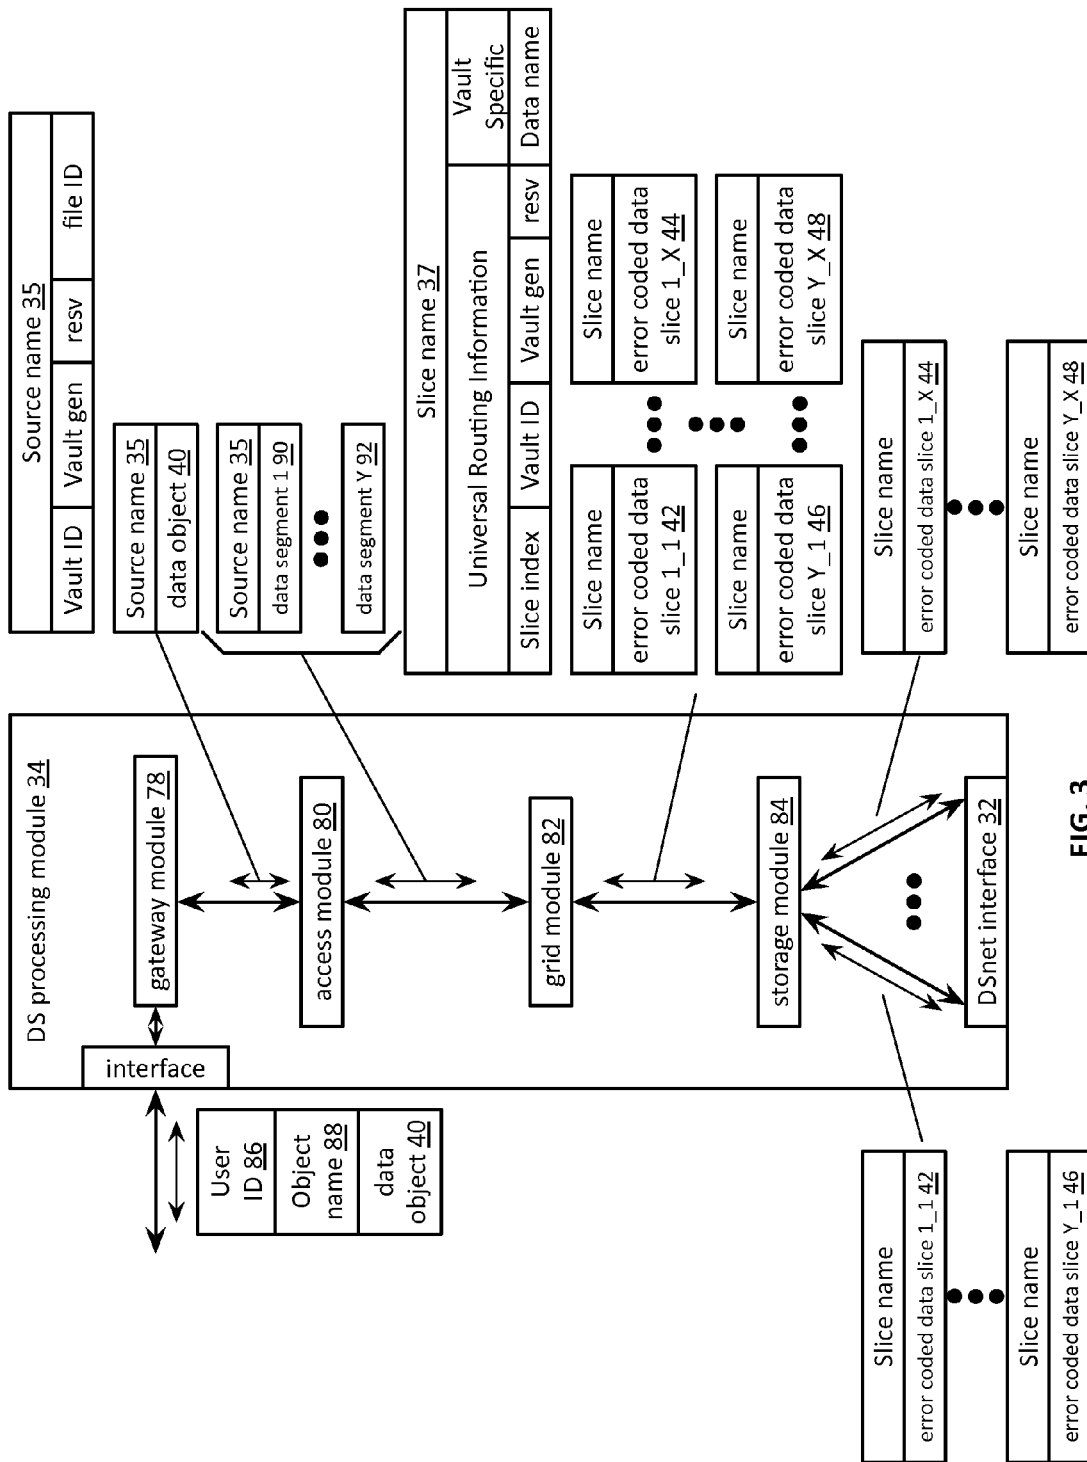 Source name 35
Vault ID
Vault gen
resv
file ID
Source name 35
data object 40
Source name 35
data segment 1 90
data segment Y 92
Slice name 37
Universal Routing Information
Vault
Specific
Slice index
Vault ID
Vault gen
resv
Data name
Slice name
error coded data
slice 1_1 42
Slice name
error coded data
slice 1_X 44
Slice name
error coded data
slice Y_1 46
Slice name
error coded data
slice Y_X 48
DS processing module 34
interface
gateway module 78
access module 80
grid module 82
storage module 84
DSnet interface 32
User
ID 86
Object
name 88
data
object 40
Slice name
error coded data slice 1_1 42
Slice name
error coded data slice Y_1 46
Slice name
error coded data slice 1_X 44
Slice name
error coded data slice Y_X 48
FIG. 3